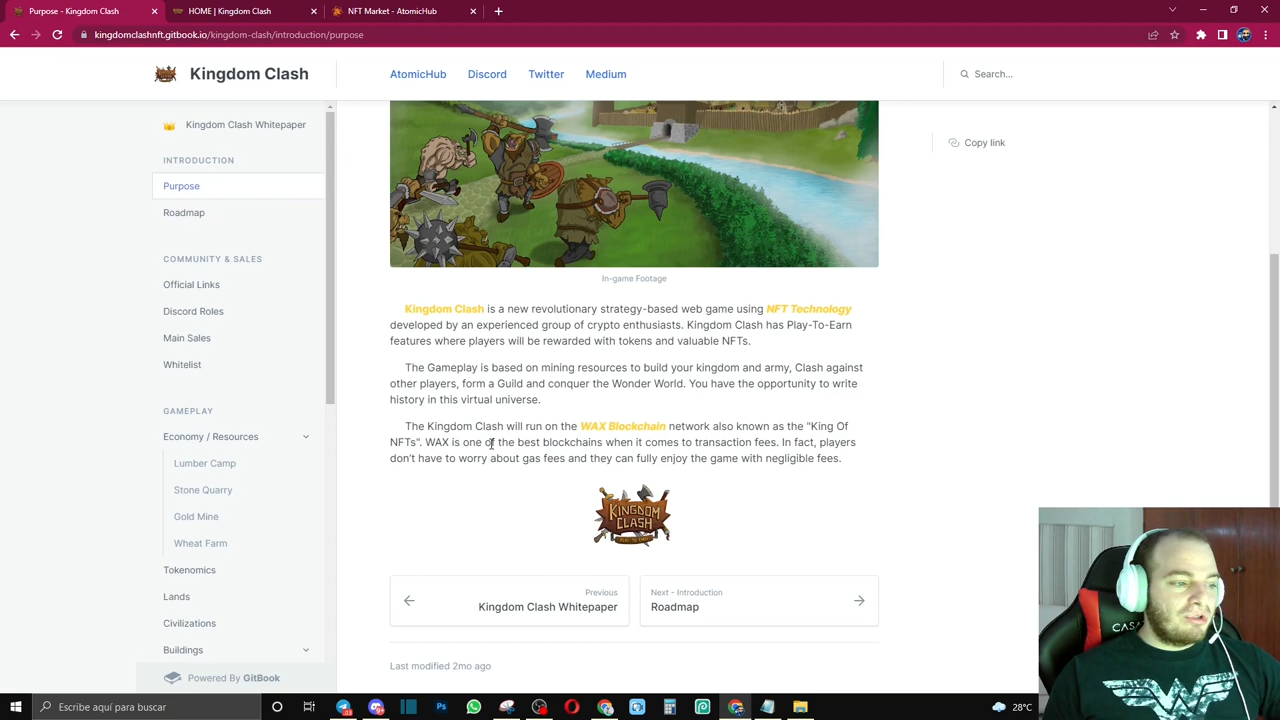 Purpose - Kingdom Clash
HOME | Kingdom Clash
NFT Market - Kingdom Clash
kingdomclashnft.gitbook.io/kingdom-clash/introduction/purpose
Kingdom Clash
AtomicHub
Discord
Twitter
Medium
Search...
Kingdom Clash Whitepaper
INTRODUCTION
Purpose
Roadmap
COMMUNITY & SALES
Official Links
Discord Roles
Main Sales
Whitelist
GAMEPLAY
Economy / Resources
Lumber Camp
Stone Quarry
Gold Mine
Wheat Farm
Tokenomics
Lands
Civilizations
Buildings
Powered By GitBook
Copy link
In-game Footage
Kingdom Clash is a new revolutionary strategy-based web game using NFT Technology
developed by an experienced group of crypto enthusiasts. Kingdom Clash has Play-To-Earn
features where players will be rewarded with tokens and valuable NFTs.
The Gameplay is based on mining resources to build your kingdom and army, Clash against
other players, form a Guild and conquer the Wonder World. You have the opportunity to write
history in this virtual universe.
The Kingdom Clash will run on the WAX Blockchain network also known as the "King Of
NFTs". WAX is one of the best blockchains when it comes to transaction fees. In fact, players
don't have to worry about gas fees and they can fully enjoy the game with negligible fees.
KINGDOM
CLASH
PLAY TO EARN
Previous
Kingdom Clash Whitepaper
Next - Introduction
Roadmap
Last modified 2mo ago
Escribe aquí para buscar
28°C